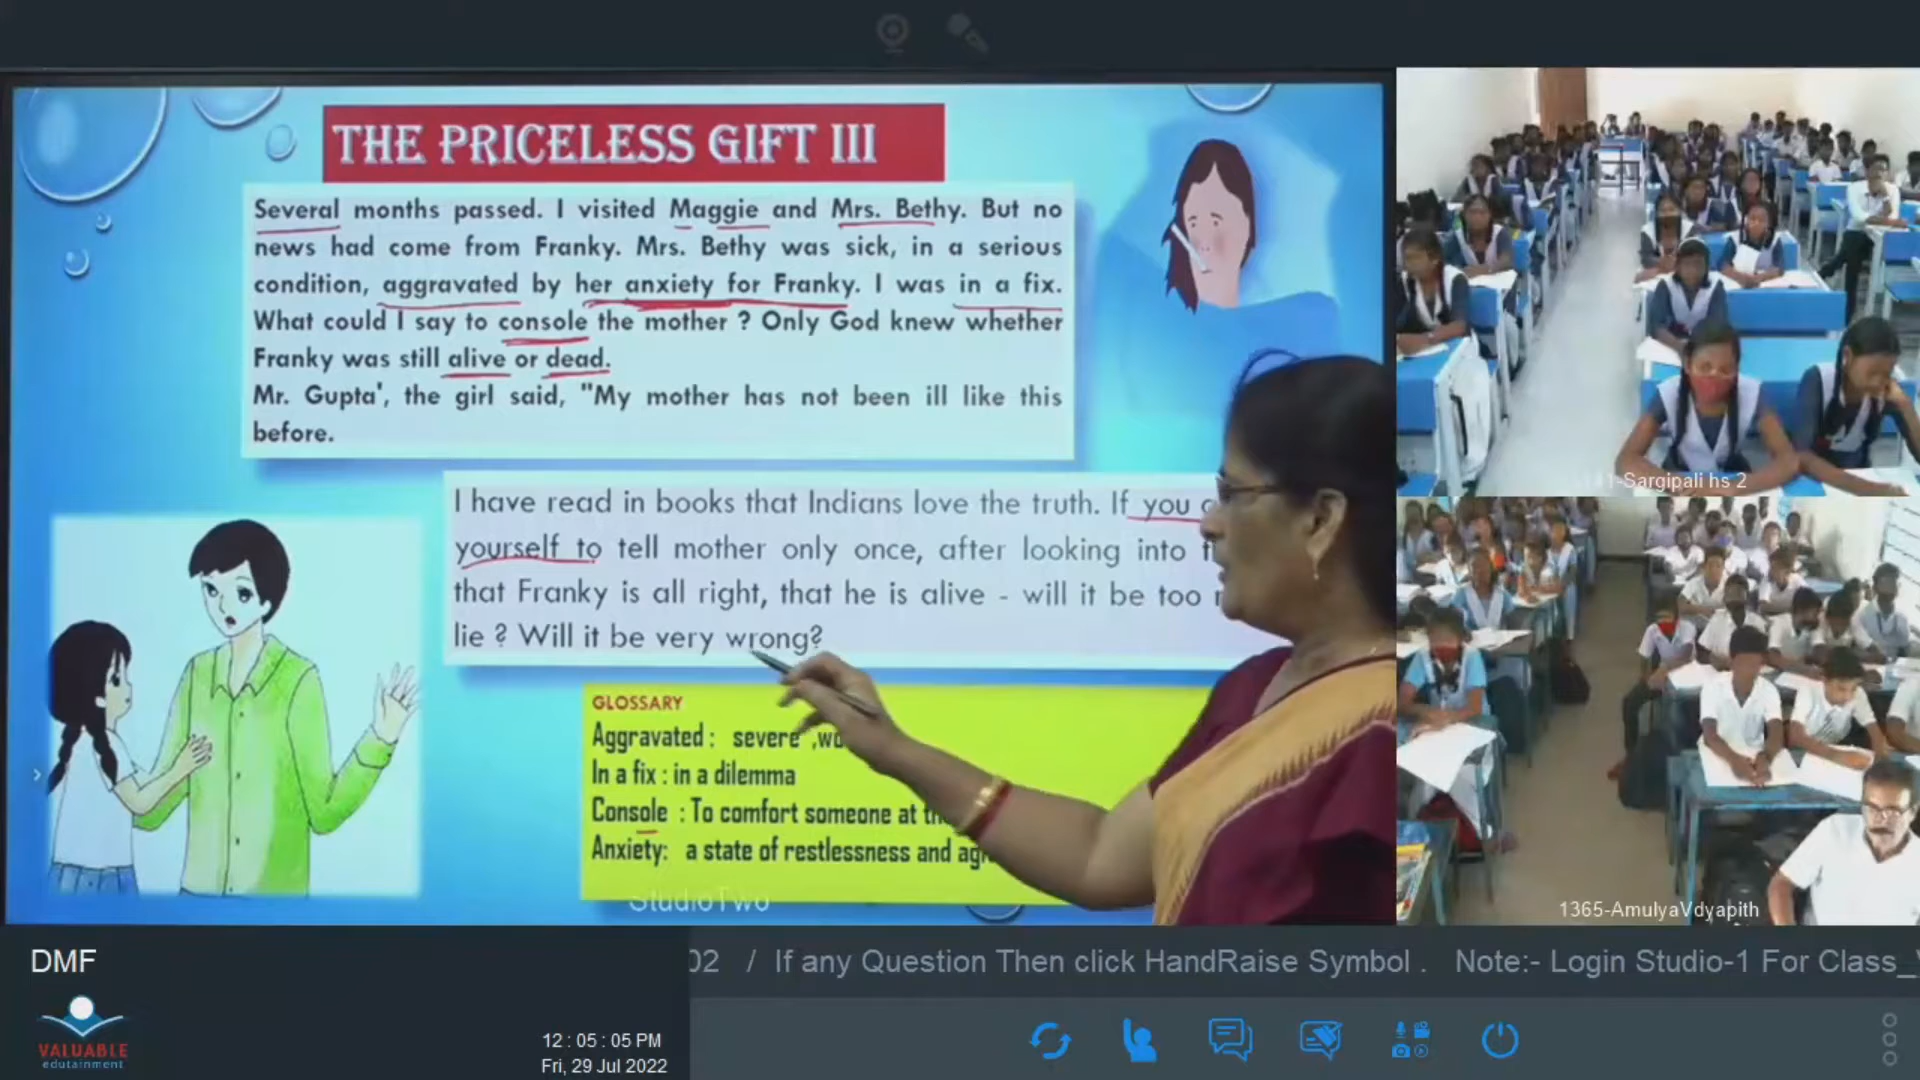 THE PRICELESS GIFT III
Several months passed. I visited Maggie and Mrs. Bethy. But no
news had come from Franky. Mrs. Bethy was sick, in a serious
condition, aggravated by her anxiety for Franky. I was in a fix.
What could I say to console the mother ? Only God knew whether
Franky was still alive or dead.
Mr. Gupta', the girl said, "My mother has not been ill like this
before.
I have read in books that Indians love the truth. If you
yourself to tell mother only once, after looking into
that Franky is all right, that he is alive - will it be too
lie ? Will it be very wrong?
GLOSSARY
Aggravated : severe ,wo
In a fix : in a dilemma
Console : To comfort someone at
Anxiety: a state of restlessness and
StudioTwo
-Sargipali hs 2
1365-AmulyaVdyapith
DMF
02 / If any Question Then click HandRaise Symbol . Note:- Login Studio-1 For Class_
VALUABLE
edutainment
12 : 05 : 05 PM
Fri, 29 Jul 2022